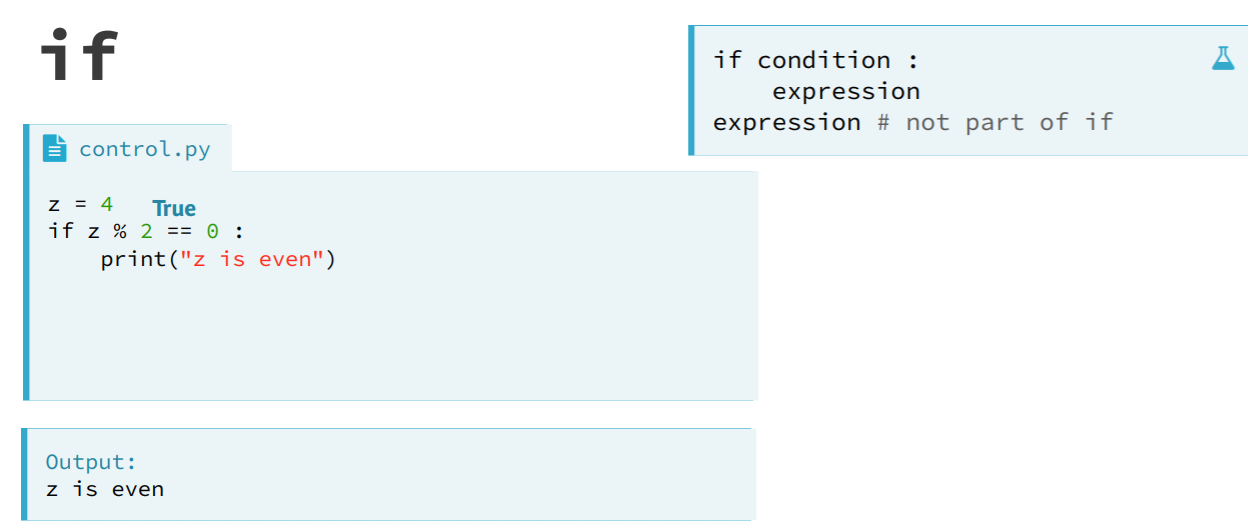 if
if condition :
    expression
expression # not part of if
control.py
z = 4
True
if z % 2 == 0 :
    print("z is even")
Output:
z is even